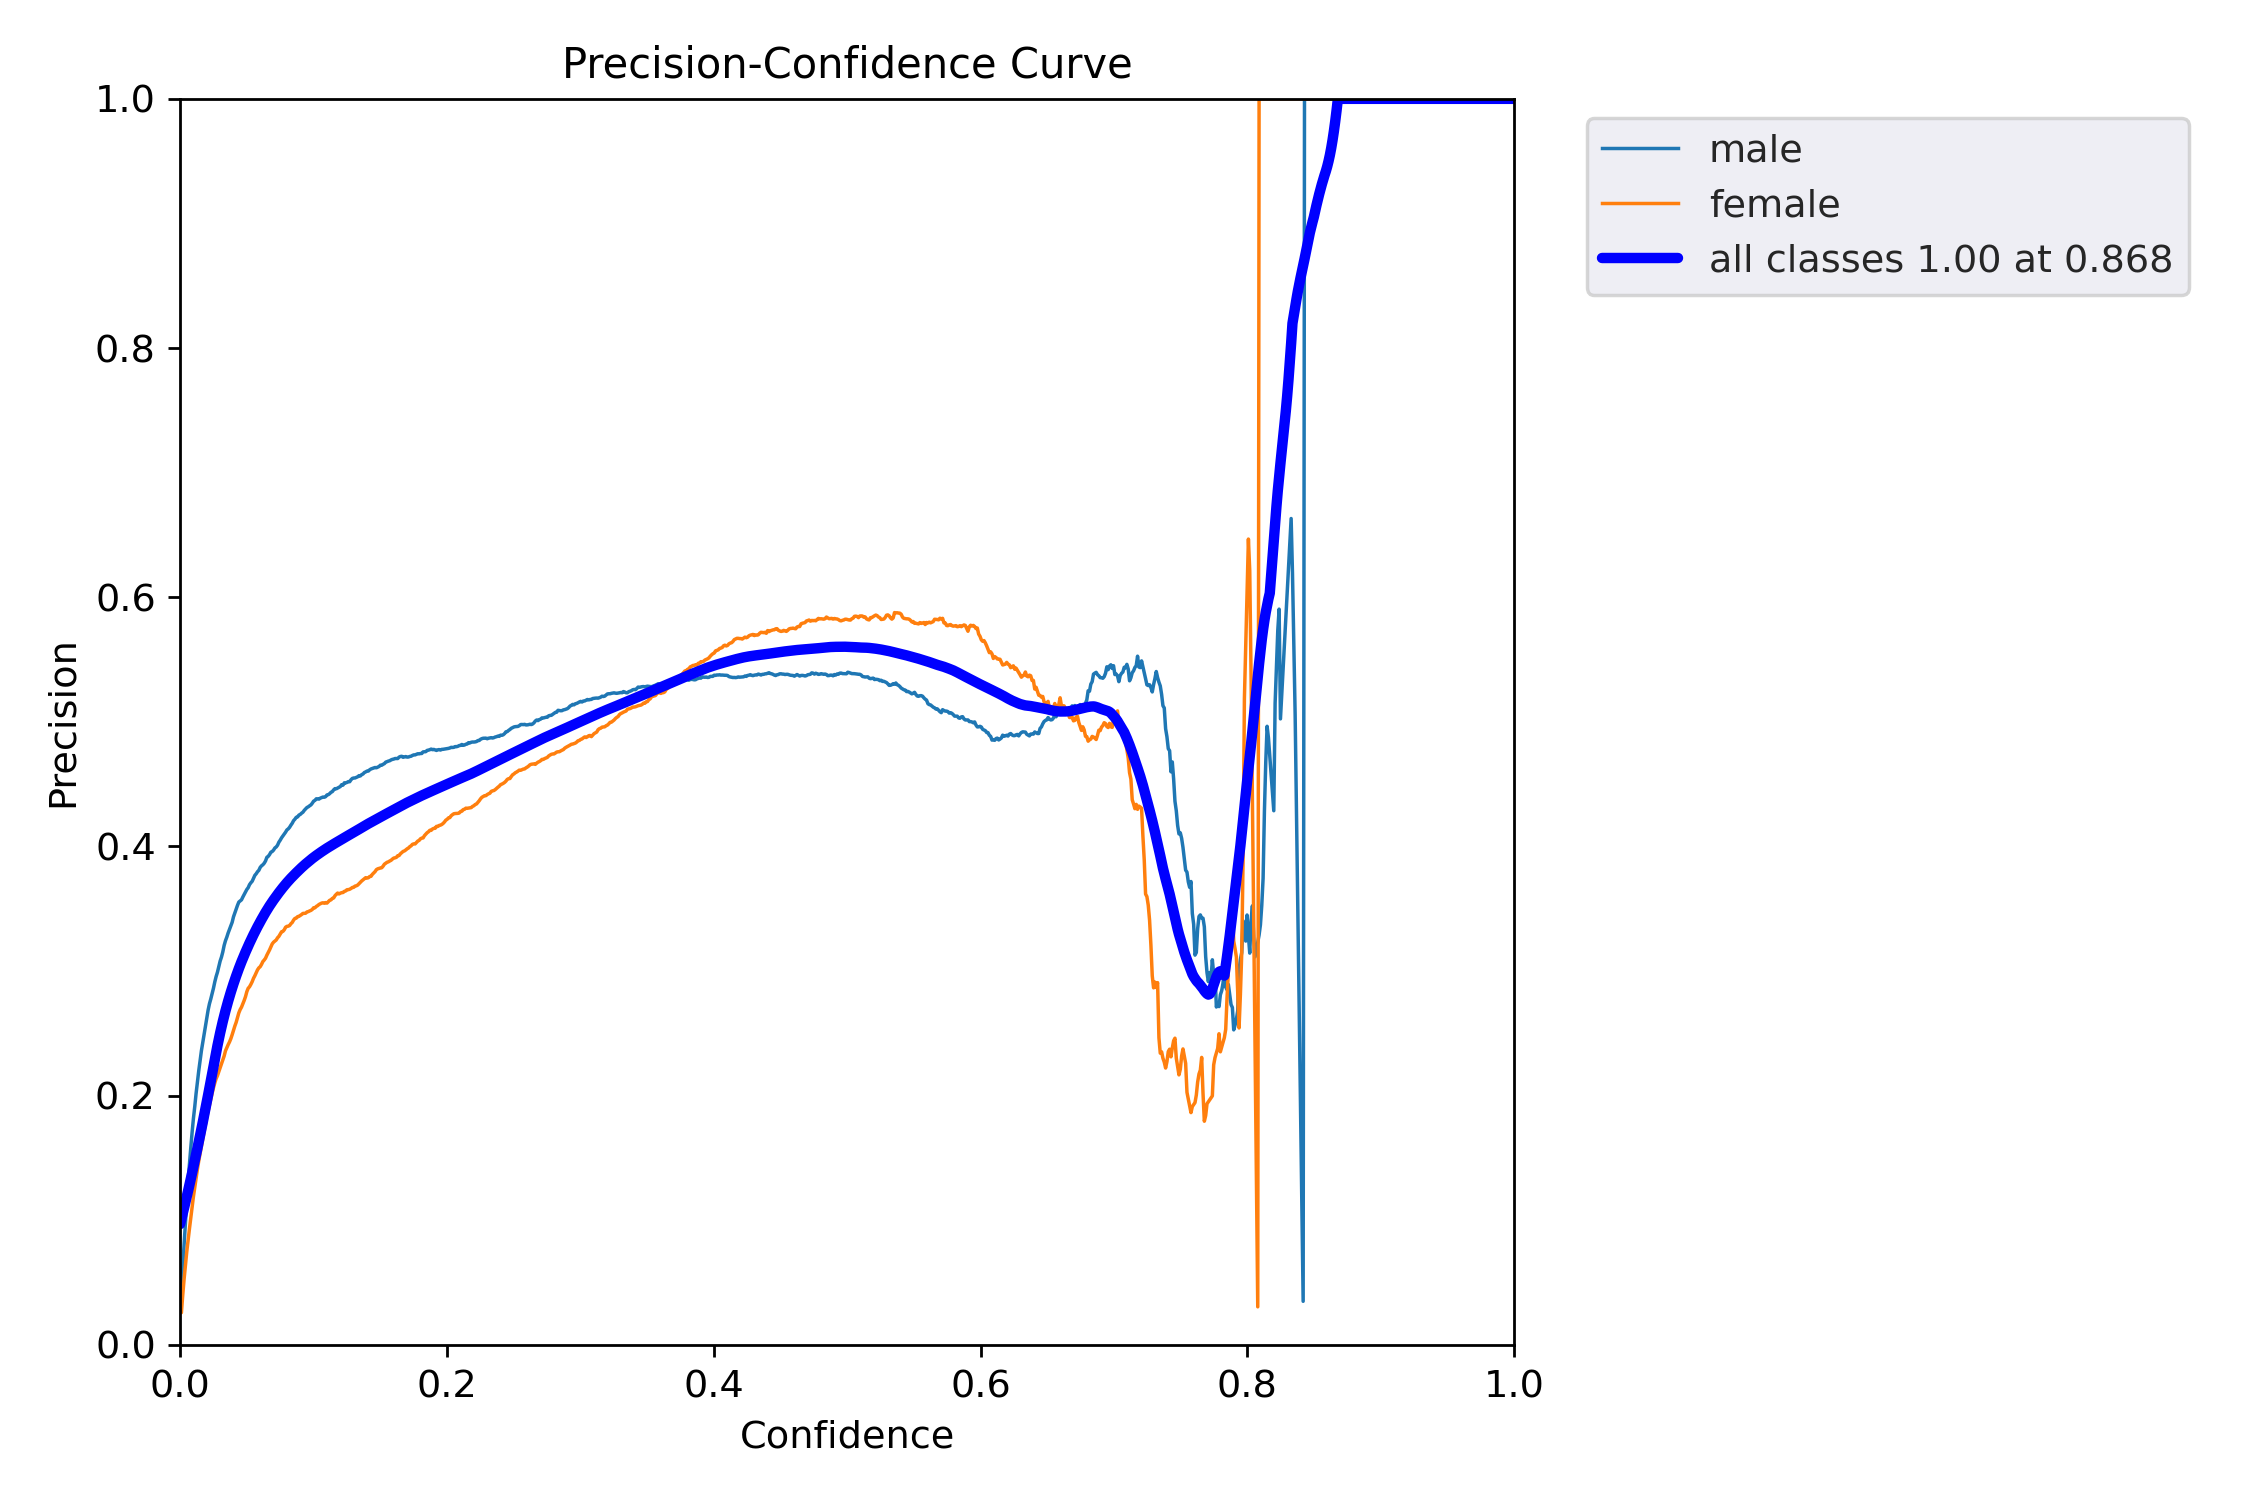 Precision-Confidence Curve
1.0
0.8
0.6
0.4
0.2
0.0
Precision
0.0 0.2 0.4 0.6 0.8 1.0
Confidence
male
female
all classes 1.00 at 0.868